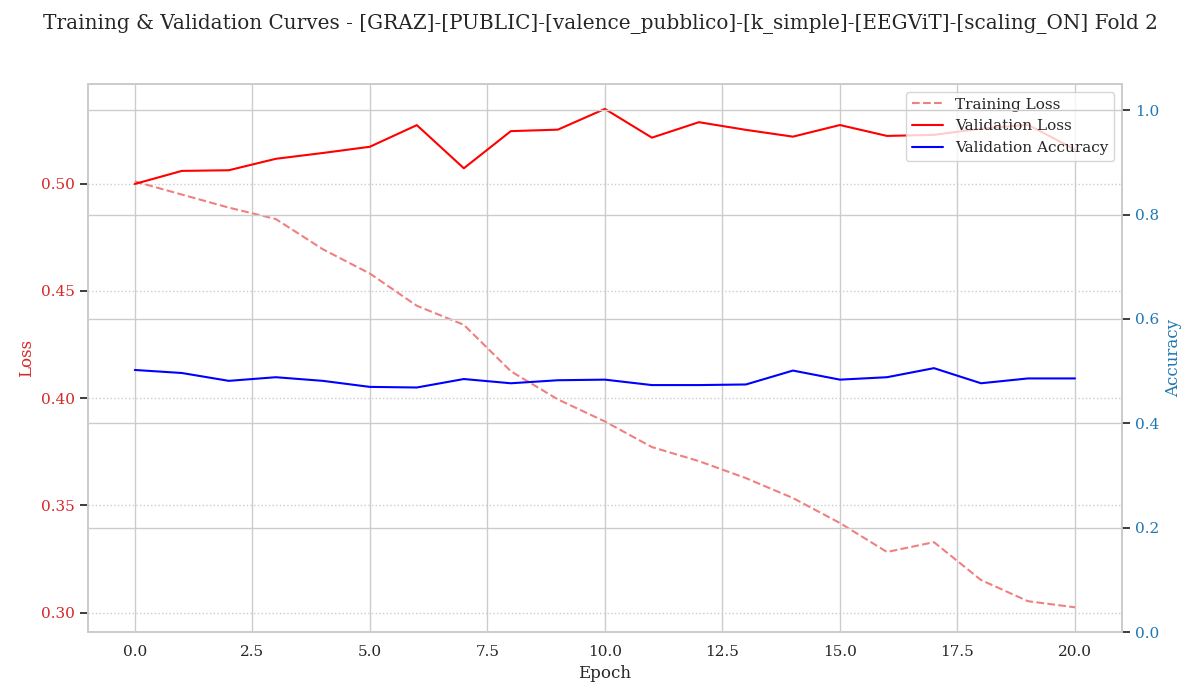 Training & Validation Curves - [GRAZ]-[PUBLIC]-[valence_pubblico]-[k_simple]-[EEGViT]-[scaling_ON] Fold 2
Training Loss
Validation Loss
Validation Accuracy
Loss
0.50
0.45
0.40
0.35
0.30
1.0
0.8
0.6
0.4
0.2
0.0
Accuracy
0.0 2.5 5.0 7.5 10.0 12.5 15.0 17.5 20.0
Epoch